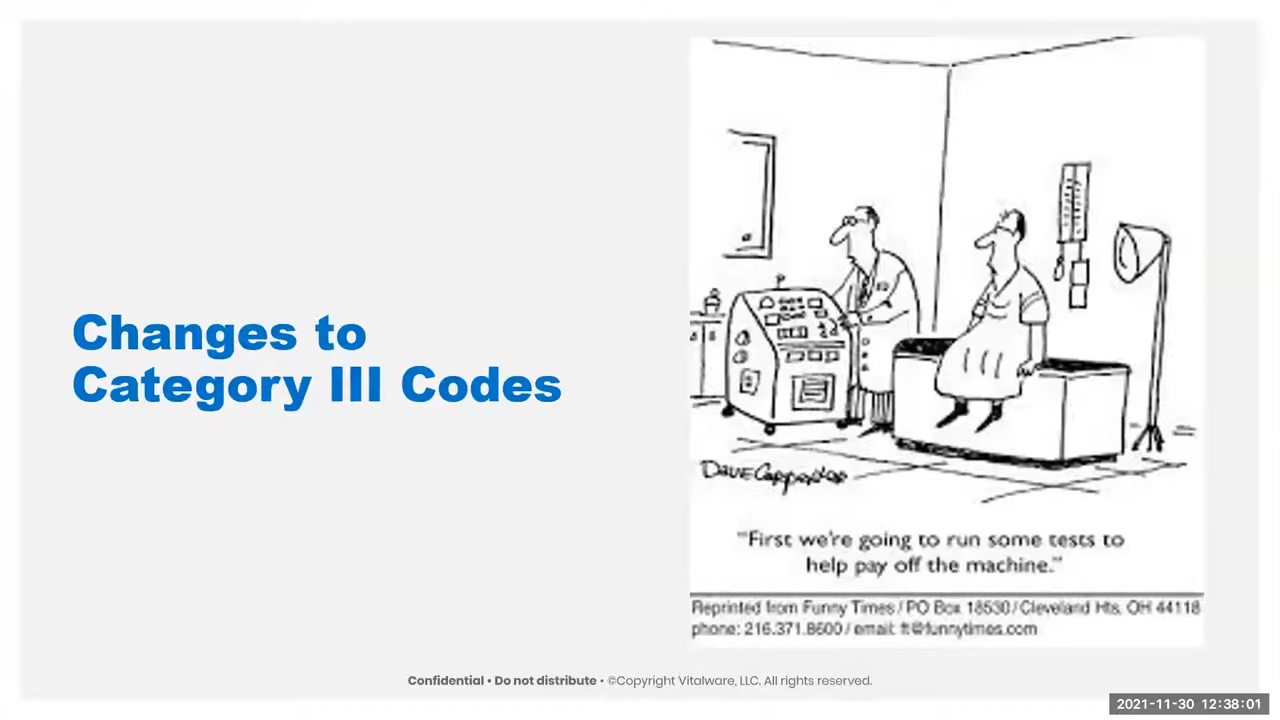 Changes to
Category III Codes
"First we're going to run some tests to
help pay off the machine."
Reprinted from Funny Times / PO Box 18530 / Cleveland Hts. OH 44118
phone: 216.371.8600 / email: ft@funnytimes.com
Confidential • Do not distribute • ©Copyright Vitalware, LLC. All rights reserved.
2021-11-30 12:38:01